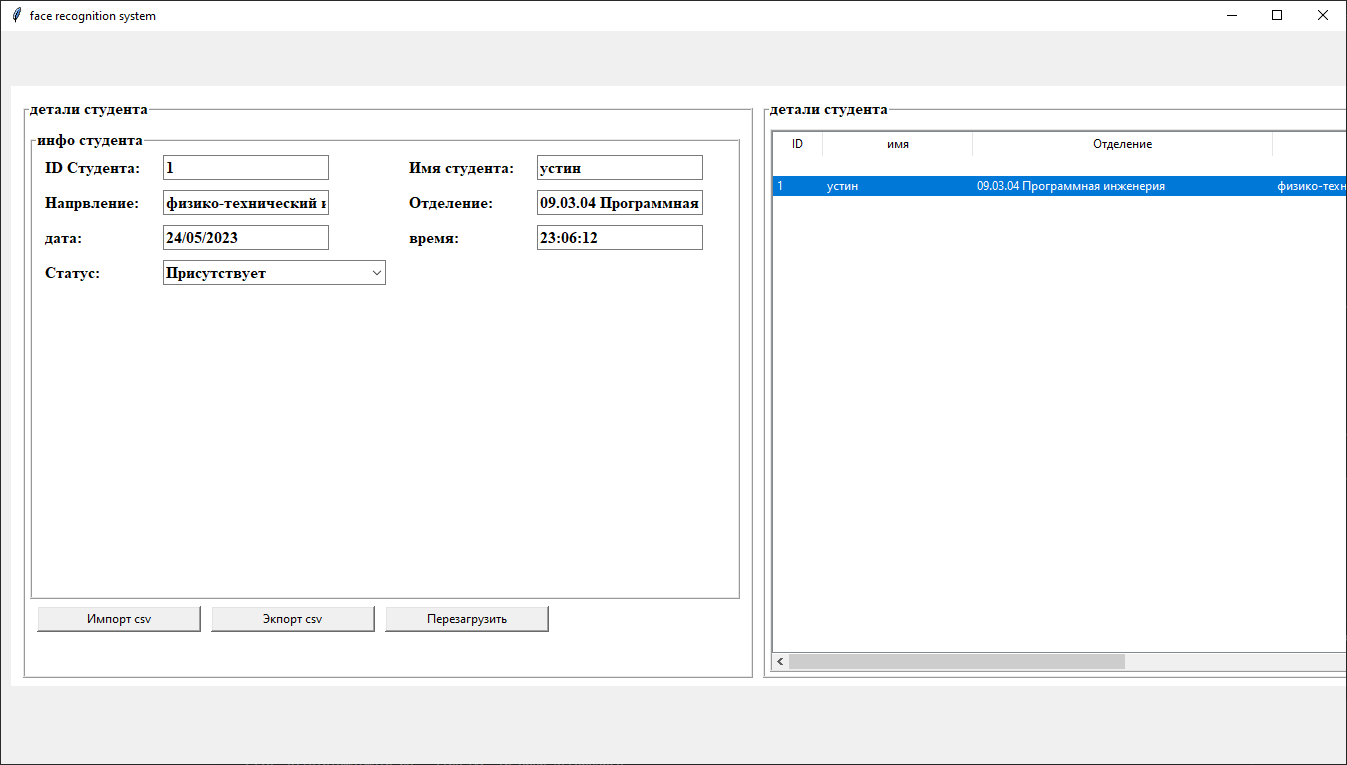 face recognition system
детали студента
инфо студента
ID Студента: 1 Имя студента: устин
Напрвление: физико-технический и Отделение: 09.03.04 Программная
дата: 24/05/2023 время: 23:06:12
Статус: Присутствует
Импорт csv Экпорт csv Перезагрузить
детали студента
ID имя Отделение
1 устин 09.03.04 Программная инженерия физико-техн